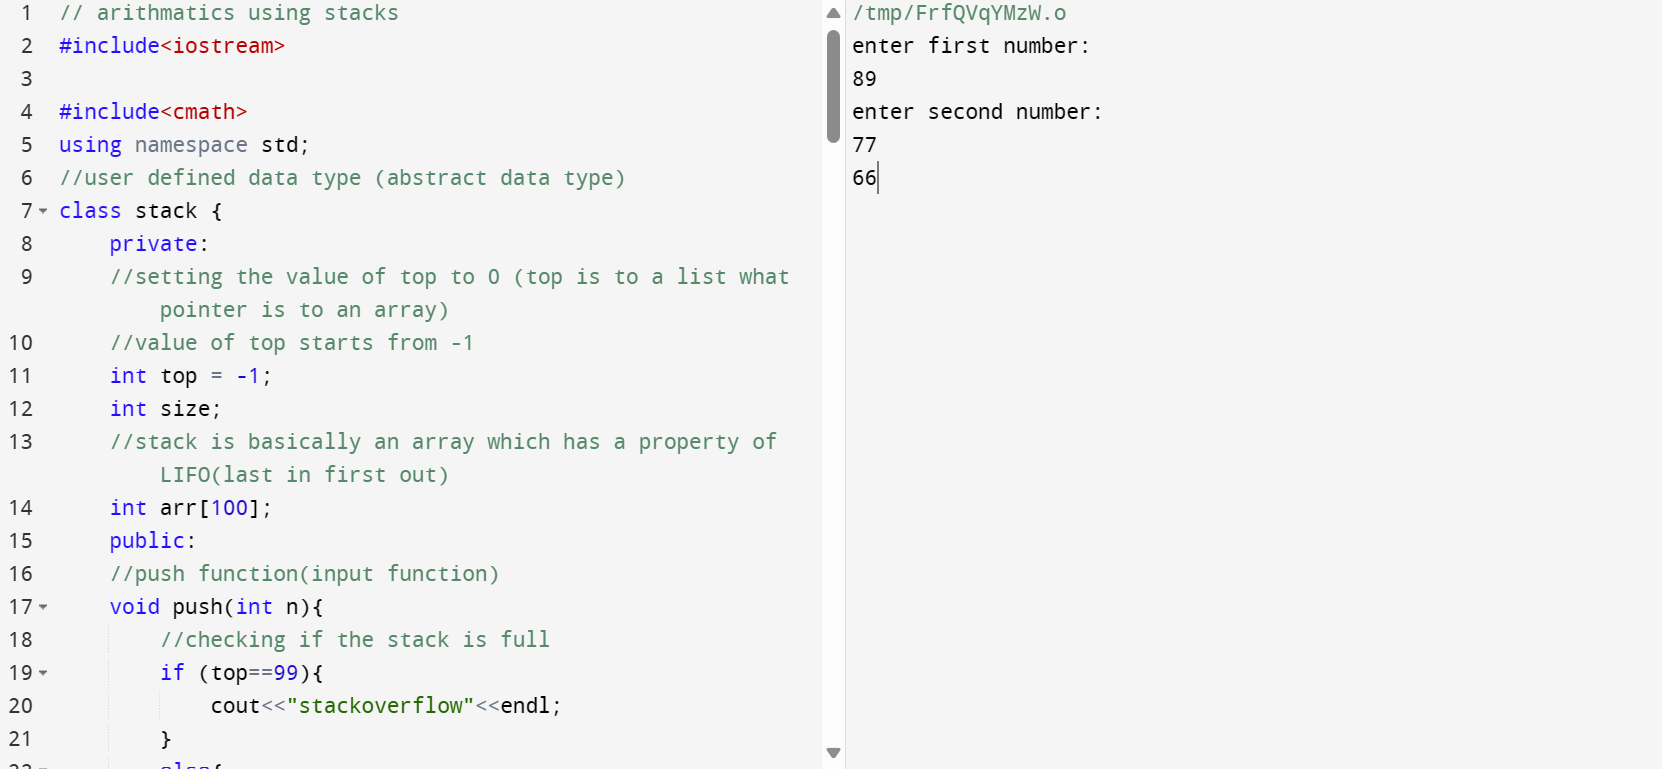 1 // arithmatics using stacks
2 #include<iostream>
3
4 #include<cmath>
5 using namespace std;
6 //user defined data type (abstract data type)
7 class stack {
8 private:
9 //setting the value of top to 0 (top is to a list what
pointer is to an array)
10 //value of top starts from -1
11 int top = -1;
12 int size;
13 //stack is basically an array which has a property of
LIFO(last in first out)
14 int arr[100];
15 public:
16 //push function(input function)
17 void push(int n){
18 //checking if the stack is full
19 if (top==99){
20 cout<<"stackoverflow"<<endl;
21 }
/tmp/FrfQVqYMzW.o
enter first number:
89
enter second number:
77
66